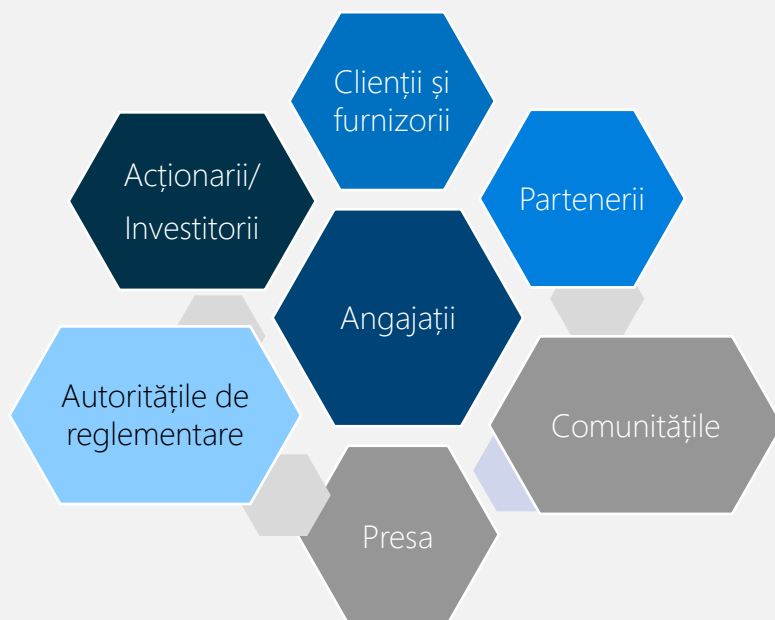 Clienții și
furnizorii
Acționarii/
Investitorii
Partenerii
Angajații
Autoritățile de
reglementare
Comunitățile
Presa